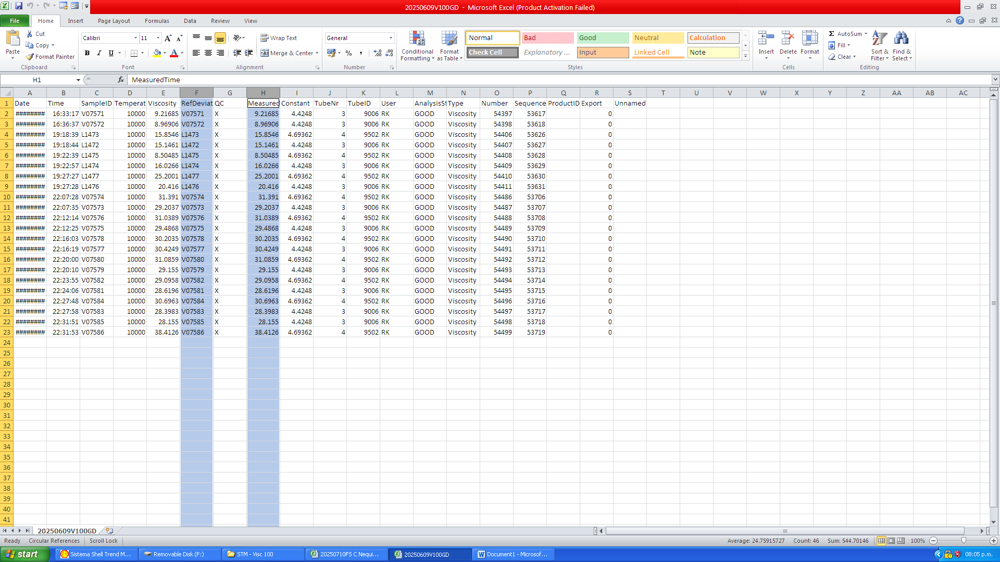 20250609V100GD - Microsoft Excel (Product Activation Failed)
File Home Insert Page Layout Formulas Data Review View
Paste Cut Copy Format Painter
Calibri 11 General
Wrap Text Merge & Center
Conditional Formatting Format as Table
Normal Bad Good Neutral Calculation
Check Cell Explanatory ... Input Linked Cell Note
Insert Delete Format
AutoSum Fill Clear Sort & Filter Find & Select
Clipboard Font Alignment Number Styles Cells Editing
H1 fx MeasuredTime
A B C D E F G H I J K L M N O P Q R S T U V W X Y Z AA AB AC
1 Date Time SampleID Temperat Viscosity RefDeviat QC Measured Constant TubeNr TubeID User AnalysisSt Type Number Sequence ProductID Export Unnamed
2 ######## 16:33:17 V07571 10000 9.21685 V07571 X 9.21685 4.4248 3 9006 RK GOOD Viscosity 54397 53617 0
3 ######## 16:36:37 V07572 10000 8.96906 V07572 X 8.96906 4.4248 3 9006 RK GOOD Viscosity 54398 53618 0
4 ######## 19:18:39 L1473 10000 15.8546 L1473 X 15.8546 4.69362 4 9502 RK GOOD Viscosity 54406 53626 0
5 ######## 19:18:44 L1472 10000 15.1461 L1472 X 15.1461 4.4248 3 9006 RK GOOD Viscosity 54407 53627 0
6 ######## 19:22:39 L1475 10000 8.50485 L1475 X 8.50485 4.69362 4 9502 RK GOOD Viscosity 54408 53628 0
7 ######## 19:22:57 L1474 10000 16.0266 L1474 X 16.0266 4.4248 3 9006 RK GOOD Viscosity 54409 53629 0
8 ######## 19:27:27 L1477 10000 25.2001 L1477 X 25.2001 4.69362 4 9502 RK GOOD Viscosity 54410 53630 0
9 ######## 19:27:28 L1476 10000 20.416 L1476 X 20.416 4.4248 3 9006 RK GOOD Viscosity 54411 53631 0
10 ######## 22:07:28 V07574 10000 31.391 V07574 X 31.391 4.69362 4 9502 RK GOOD Viscosity 54486 53706 0
11 ######## 22:07:35 V07573 10000 29.2037 V07573 X 29.2037 4.4248 3 9006 RK GOOD Viscosity 54487 53707 0
12 ######## 22:12:14 V07576 10000 31.0389 V07576 X 31.0389 4.69362 4 9502 RK GOOD Viscosity 54488 53708 0
13 ######## 22:12:25 V07575 10000 29.4868 V07575 X 29.4868 4.4248 3 9006 RK GOOD Viscosity 54489 53709 0
14 ######## 22:16:03 V07578 10000 30.2035 V07578 X 30.2035 4.69362 4 9502 RK GOOD Viscosity 54490 53710 0
15 ######## 22:16:19 V07577 10000 30.4249 V07577 X 30.4249 4.4248 3 9006 RK GOOD Viscosity 54491 53711 0
16 ######## 22:20:00 V07580 10000 31.0859 V07580 X 31.0859 4.69362 4 9502 RK GOOD Viscosity 54492 53712 0
17 ######## 22:20:10 V07579 10000 29.155 V07579 X 29.155 4.4248 3 9006 RK GOOD Viscosity 54493 53713 0
18 ######## 22:23:55 V07582 10000 29.0958 V07582 X 29.0958 4.69362 4 9502 RK GOOD Viscosity 54494 53714 0
19 ######## 22:24:06 V07581 10000 28.6196 V07581 X 28.6196 4.4248 3 9006 RK GOOD Viscosity 54495 53715 0
20 ######## 22:27:48 V07584 10000 30.6963 V07584 X 30.6963 4.69362 4 9502 RK GOOD Viscosity 54496 53716 0
21 ######## 22:27:58 V07583 10000 28.3983 V07583 X 28.3983 4.4248 3 9006 RK GOOD Viscosity 54497 53717 0
22 ######## 22:31:51 V07585 10000 28.155 V07585 X 28.155 4.4248 3 9006 RK GOOD Viscosity 54498 53718 0
23 ######## 22:31:53 V07586 10000 38.4126 V07586 X 38.4126 4.69362 4 9502 RK GOOD Viscosity 54499 53719 0
24
25
26
27
28
29
30
31
32
33
34
35
36
37
38
39
40
41
20250609V100GD
Ready Circular References Scroll Lock Average: 24.75915727 Count: 46 Sum: 544.70146 100%
start Sistema Shell Trend M... Removable Disk (F:) STM - Visc 100 20250710FS C Nequi... 20250609V100GD Document1 - Microsof... 08:05 p.m.